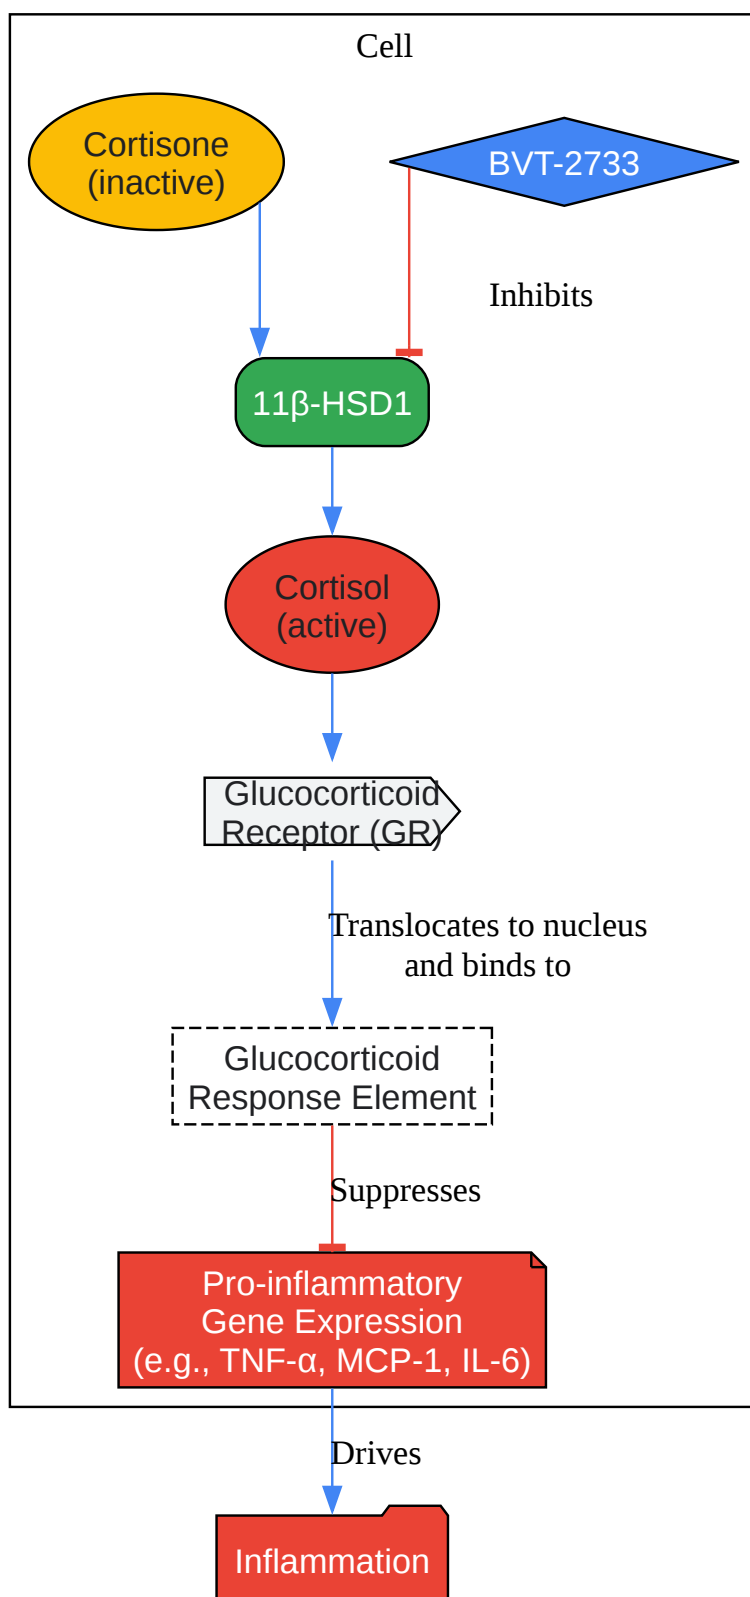 Cell
Cortisone
(inactive)
BVT-2733
Inhibits
11β-HSD1
Cortisol
(active)
Glucocorticoid
Receptor (GR)
Translocates to nucleus
and binds to
Glucocorticoid
Response Element
Suppresses
Pro-inflammatory
Gene Expression
(e.g., TNF-α, MCP-1, IL-6)
Drives
Inflammation